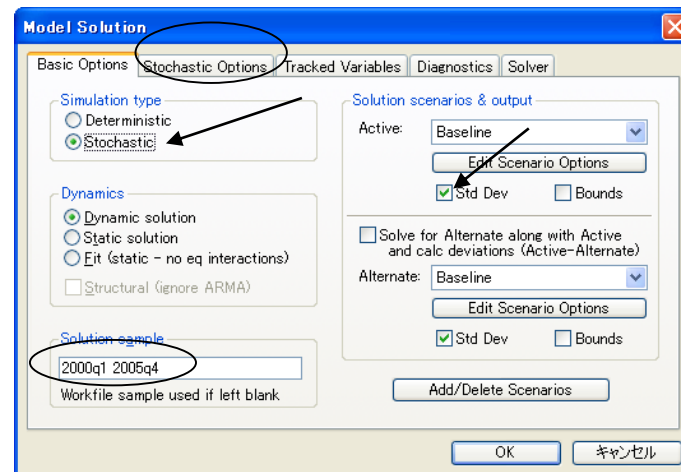 Model Solution
Basic Options Stochastic Options Tracked Variables Diagnostics Solver
Simulation type
Deterministic
Stochastic
Dynamics
Dynamic solution
Static solution
Fit (static - no eq interactions)
Structural (ignore ARMA)
Solution sample
2000q1 2005q4
Workfile sample used if left blank
Solution scenarios & output
Active: Baseline
Edit Scenario Options
Std Dev Bounds
Solve for Alternate along with Active
and calc deviations (Active-Alternate)
Alternate: Baseline
Edit Scenario Options
Std Dev Bounds
Add/Delete Scenarios
OK キャンセル